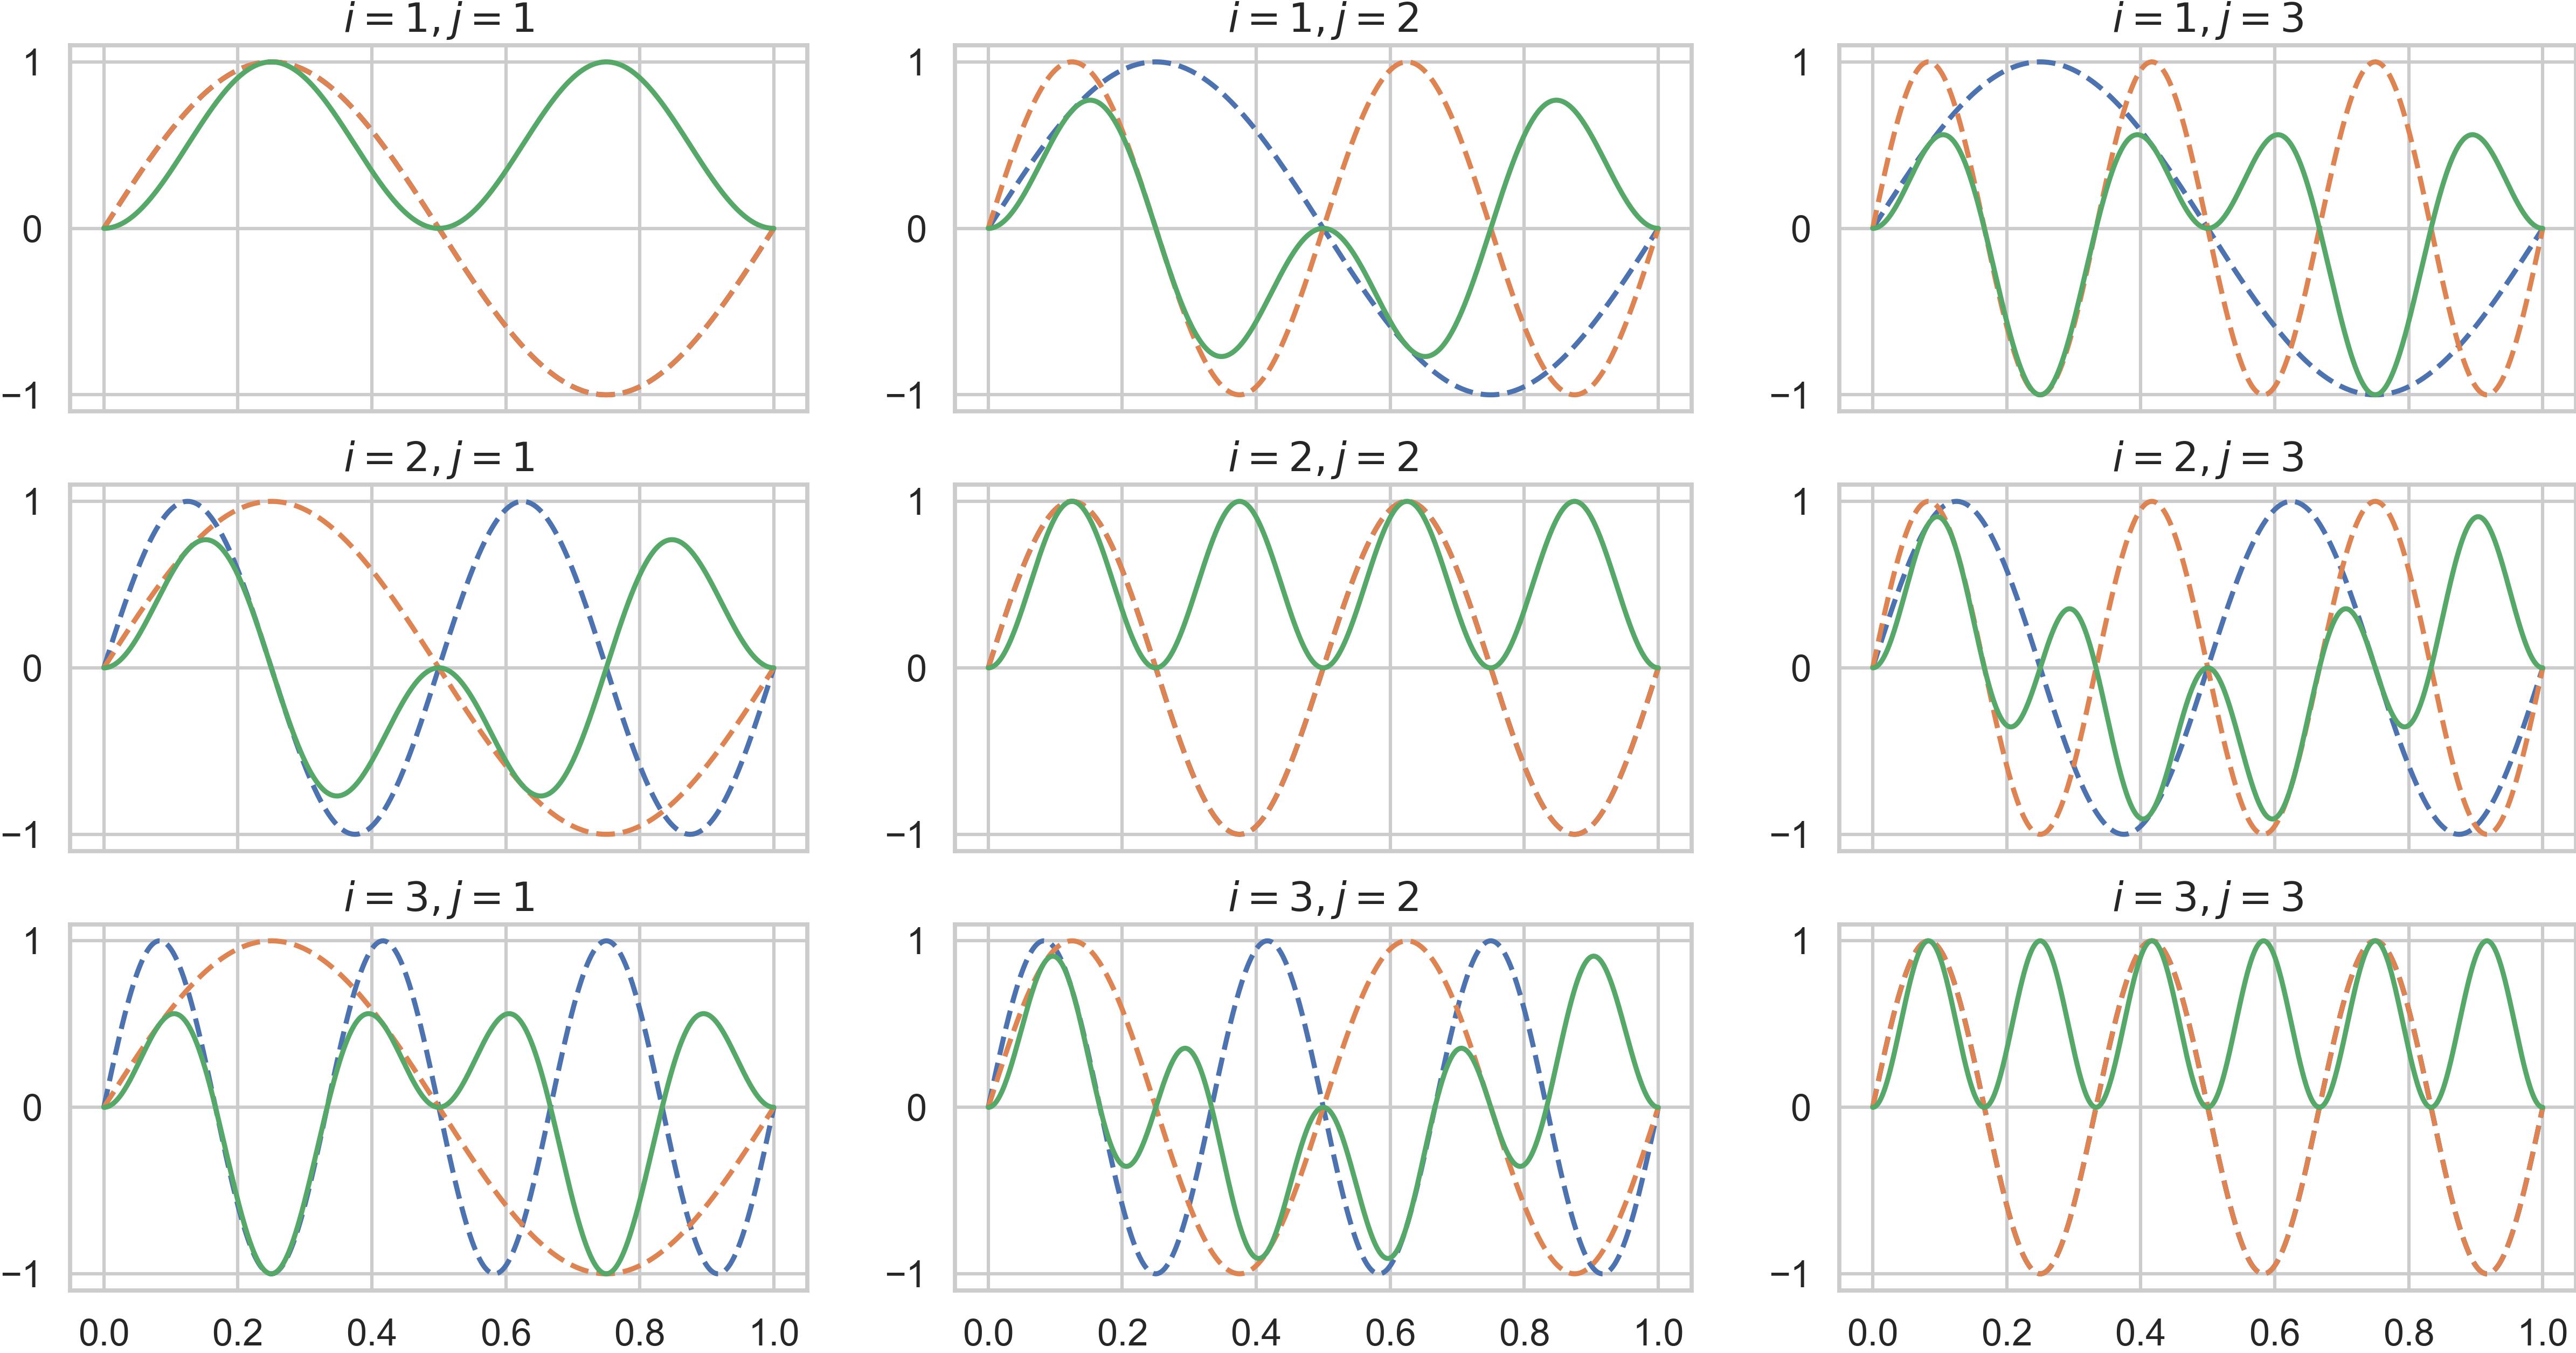 i = 1, j = 1
i = 1, j = 2
i = 1, j = 3
1
0
−1
1
0
−1
1
0
−1
i = 2, j = 1
i = 2, j = 2
i = 2, j = 3
1
0
−1
1
0
−1
1
0
−1
i = 3, j = 1
i = 3, j = 2
i = 3, j = 3
1
0
−1
1
0
−1
1
0
−1
0.0 0.2 0.4 0.6 0.8 1.0
0.0 0.2 0.4 0.6 0.8 1.0
0.0 0.2 0.4 0.6 0.8 1.0